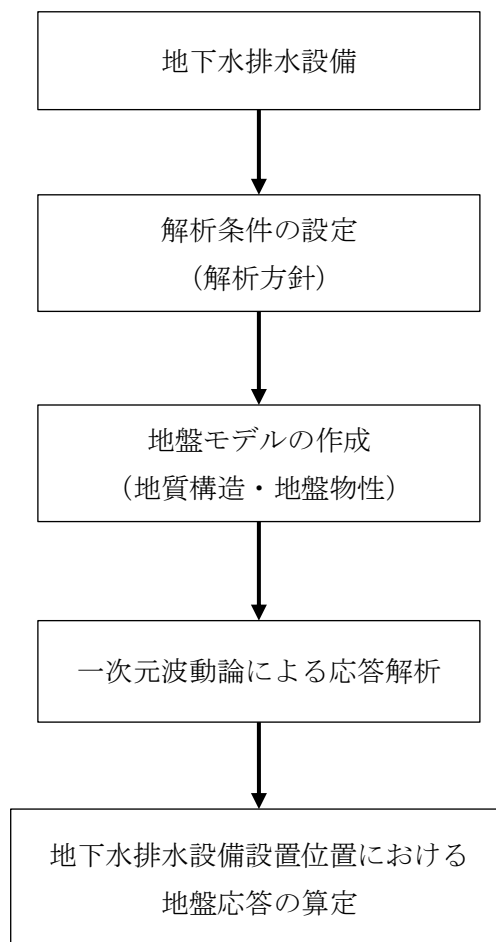 地下水排水設備
解析条件の設定
（解析方針）
地盤モデルの作成
（地質構造・地盤物性）
一次元波動論による応答解析
地下水排水設備設置位置における
地盤応答の算定